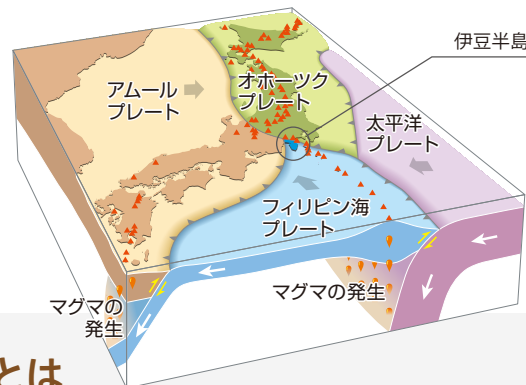 伊豆半島
アムール
プレート
オホーツク
プレート
太平洋
プレート
フィリピン海
プレート
マグマの
発生
マグマの発生
とは